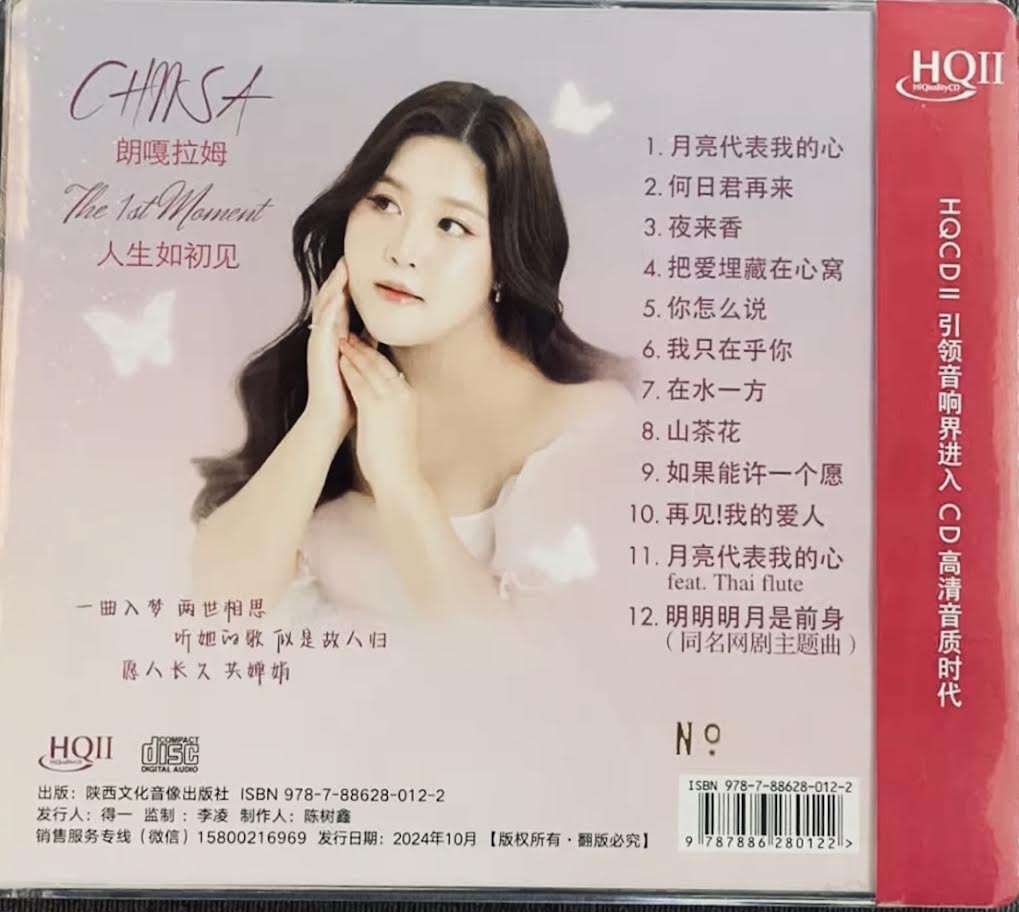 CHNSA
朗嘎拉姆
The 1st Moment
人生如初见
1. 月亮代表我的心
2. 何日君再来
3. 夜来香
4. 把爱埋藏在心窝
5. 你怎么说
6. 我只在乎你
7. 在水一方
8. 山茶花
9. 如果能许一个愿
10. 再见!我的爱人
11. 月亮代表我的心
feat. Thai flute
12. 明明明月是前身
(同名网剧主题曲)
一曲入梦 两世相思
听她的歌 似是故人归
愿人长久 共婵娟
No
HQII
HiQualityCD
COMPACT
disc
DIGITAL AUDIO
出版：陕西文化音像出版社 ISBN 978-7-88628-012-2
发行人：得一 监制：李凌 制作人：陈树鑫
销售服务专线（微信）15800216969 发行日期：2024年10月 【版权所有·翻版必究】
ISBN 978-7-88628-012-2
9 787886 280122 >
HQII
HiQualityCD
HQCDII 引领音响界进入 CD 高清音质时代